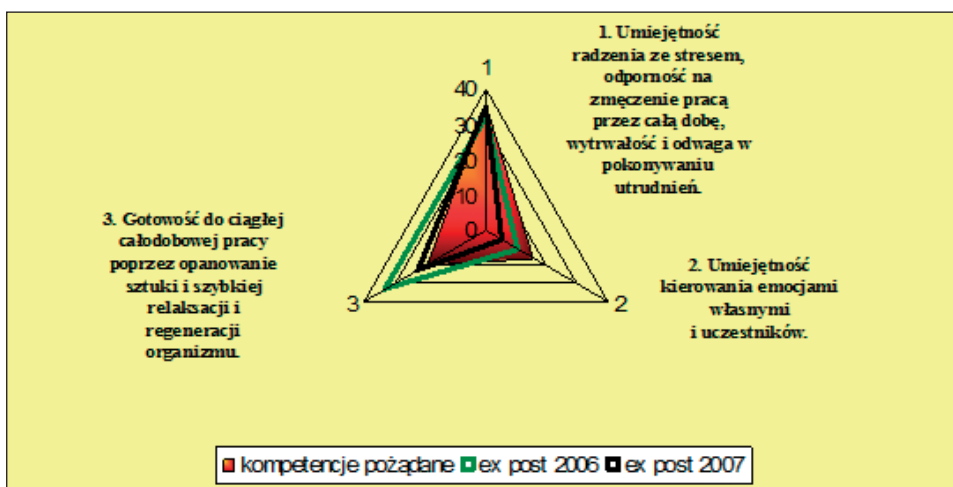 1. Umiejętność
radzenia ze stresem,
odporność na
zmęczenie pracą
przez całą dobę,
wytrwałość i odwaga w
pokonywaniu
utrudnień.
1
40
30
20
10
0
3
2
3. Gotowość do ciągłej
całodobowej pracy
poprzez opanowanie
sztuki i szybkiej
relaksacji i
regeneracji
organizmu.
2. Umiejętność
kierowania emocjami
własnymi
i uczestników.
kompetencje pożądane ex post 2006 ex post 2007